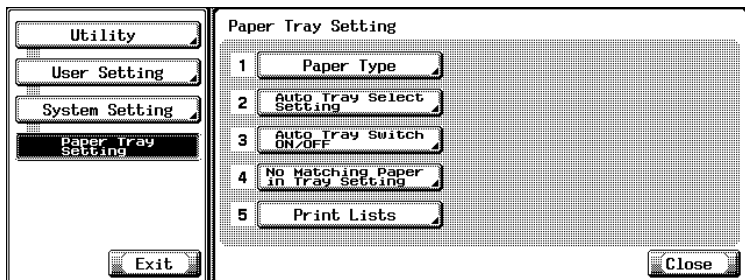 Utility
User Setting
System Setting
Paper Tray
Setting
Exit
Paper Tray Setting
1 Paper Type
2 Auto Tray Select
Setting
3 Auto Tray Switch
ON/OFF
4 No Matching Paper
in Tray Setting
5 Print Lists
Close